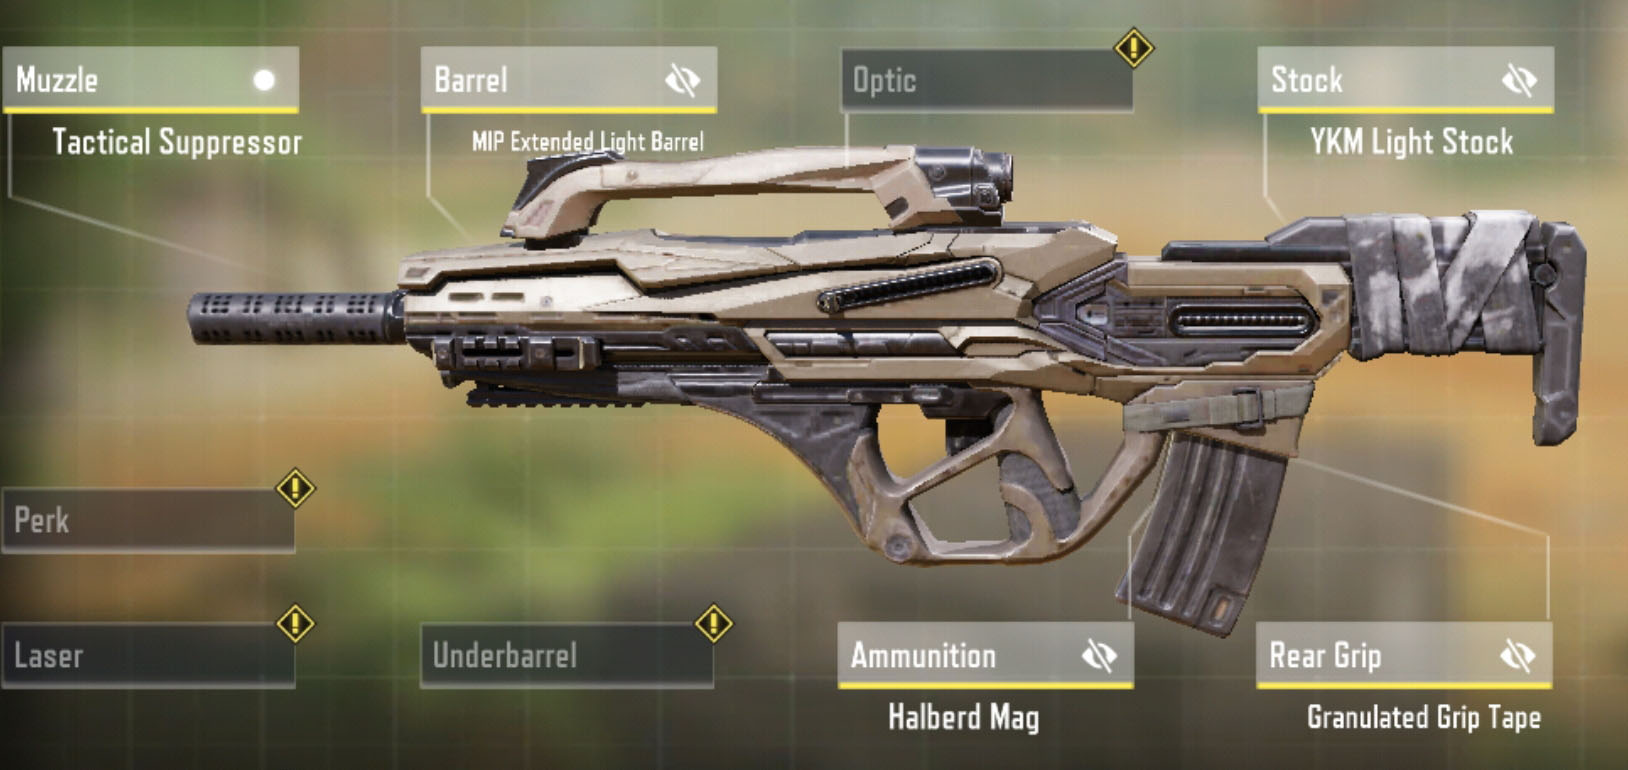 Muzzle
Tactical Suppressor
Barrel
MIP Extended Light Barrel
Optic
Stock
YKM Light Stock
Perk
Laser
Underbarrel
Ammunition
Halberd Mag
Rear Grip
Granulated Grip Tape